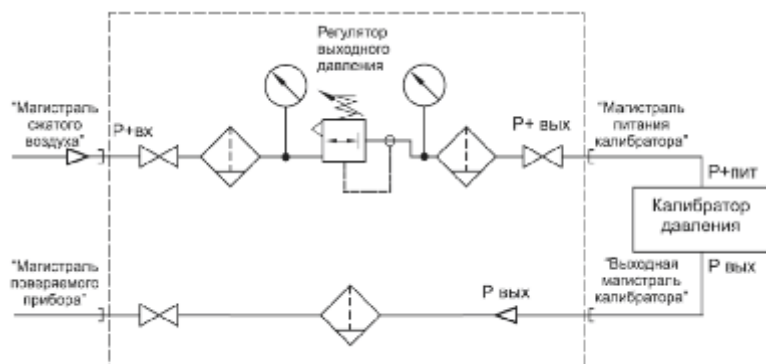 Регулятор
выходного
давления
"Магистраль
сжатого
воздуха"
P+вх
P+ вых
"Магистраль
питания
калибратора"
P+пит
Калибратор
давления
P вых
"Магистраль
поверяемого
прибора"
P вых
"Выходная
магистраль
калибратора"